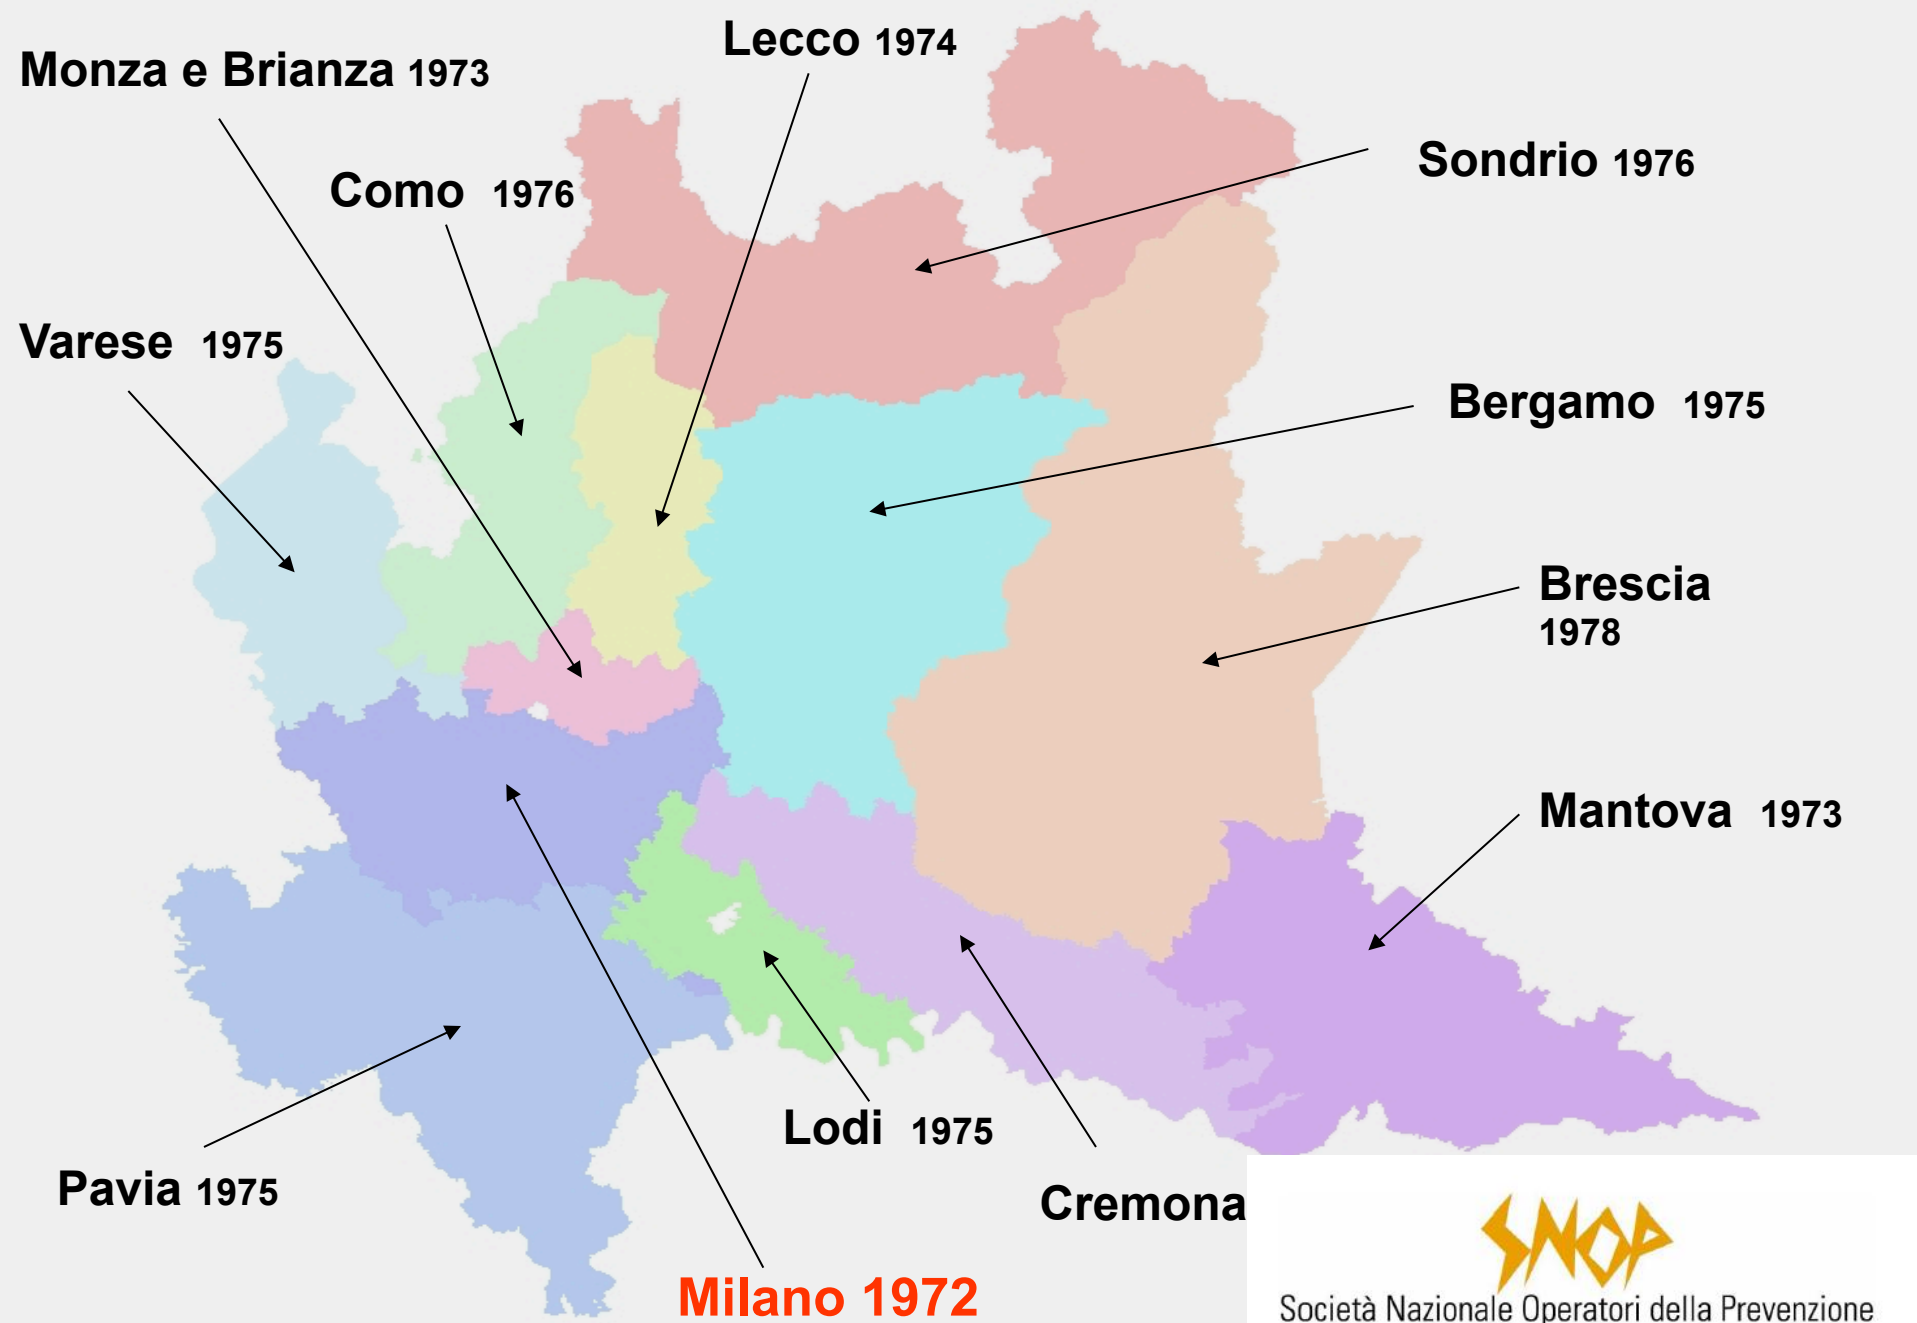 Lecco 1974
Monza e Brianza 1973
Sondrio 1976
Como 1976
Varese 1975
Bergamo 1975
Brescia
1978
Mantova 1973
Lodi 1975
Pavia 1975
Cremona
Milano 1972
SNOP
Società Nazionale Operatori della Prevenzione